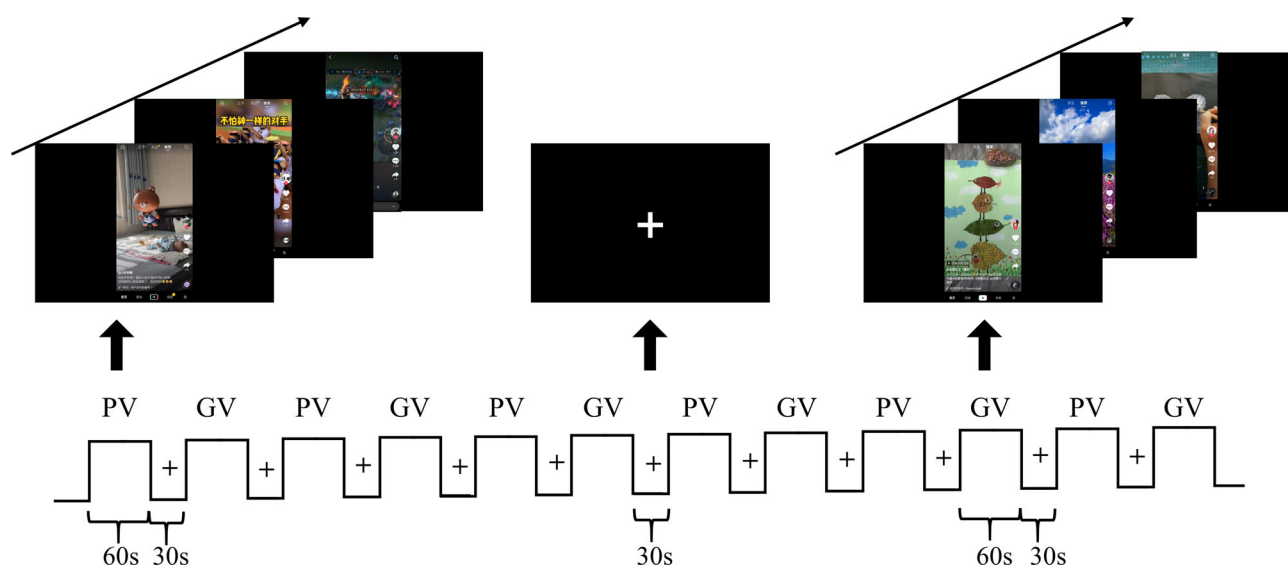 不怕神一样的对手
+
PV GV PV GV PV GV PV GV PV GV PV GV
+ + + + + + + + + + +
60s 30s 30s 60s 30s